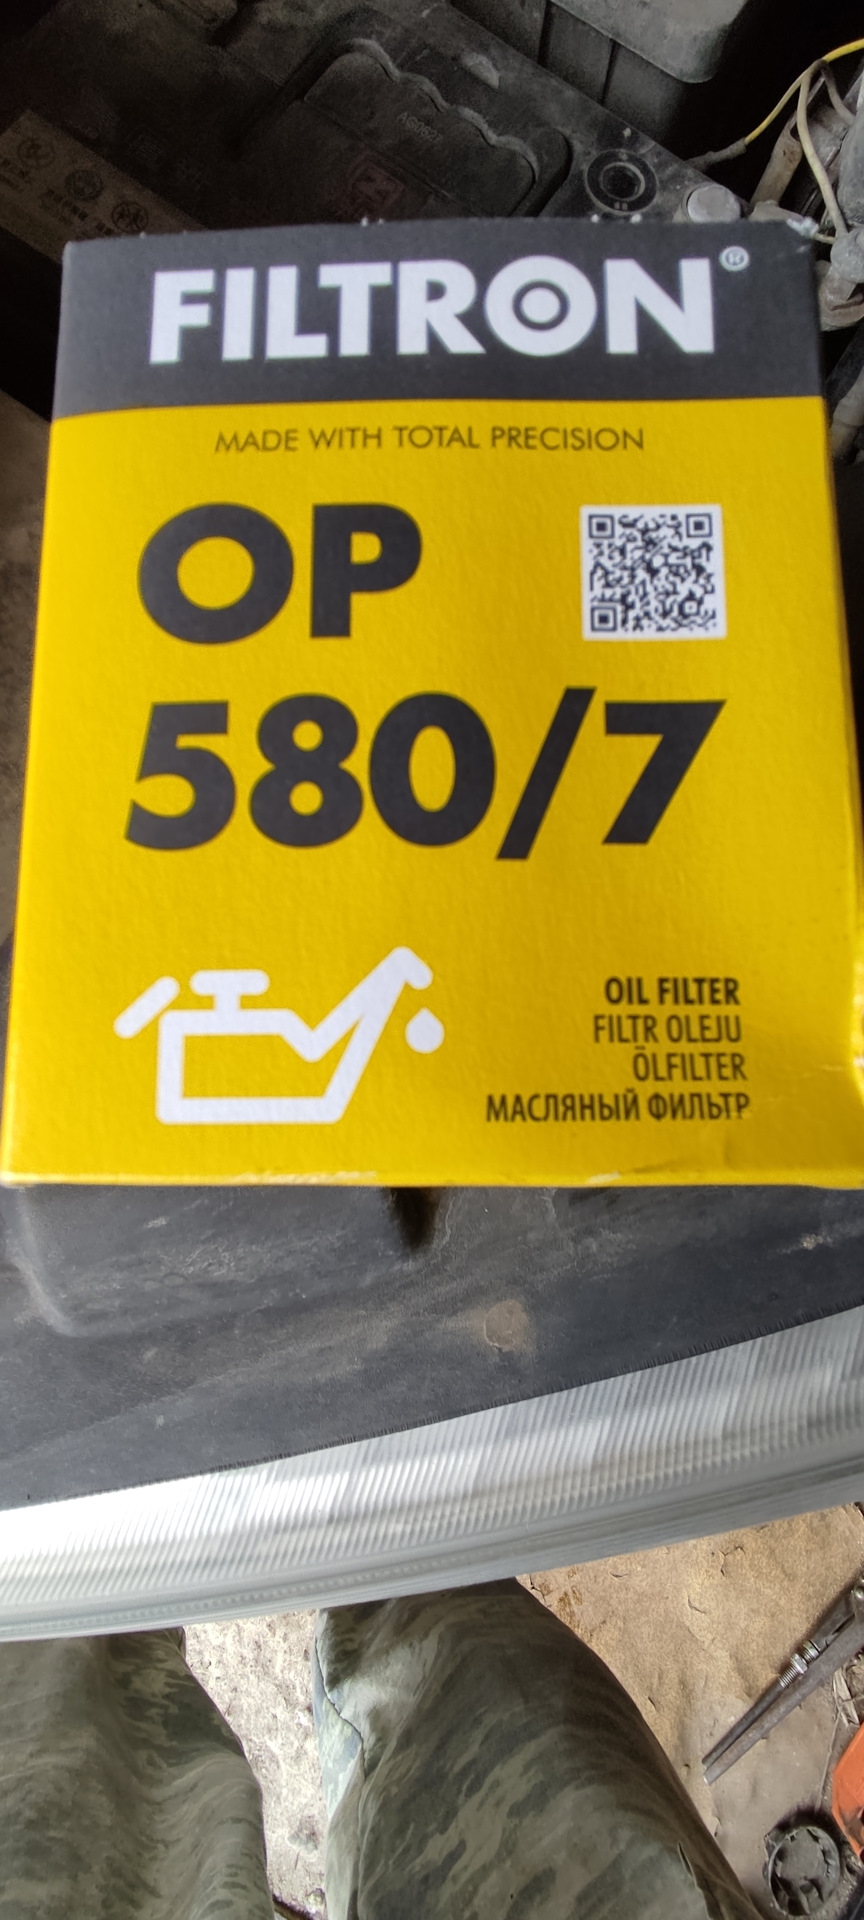 FILTRON®
MADE WITH TOTAL PRECISION
OP
580/7
OIL FILTER
FILTR OLEJU
ÖLFILTER
МАСЛЯНЫЙ ФИЛЬТР